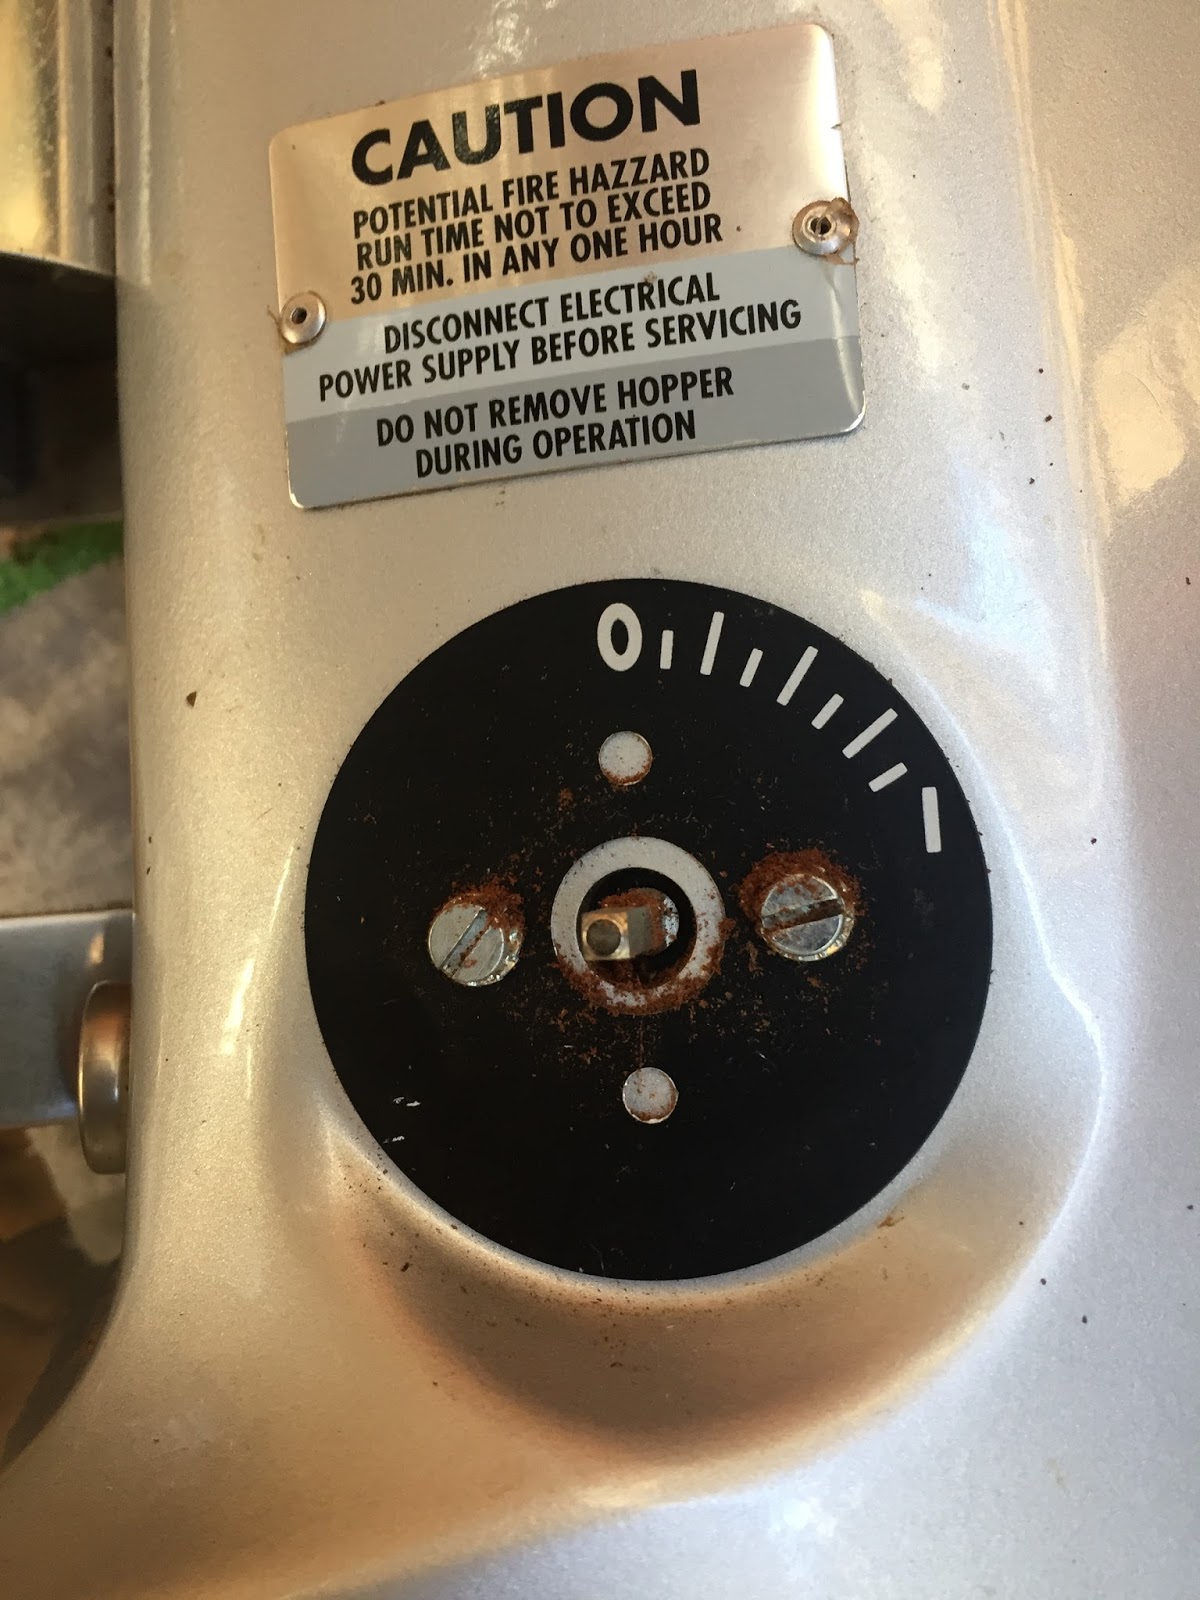 CAUTION
POTENTIAL FIRE HAZZARD
RUN TIME NOT TO EXCEED
30 MIN. IN ANY ONE HOUR
DISCONNECT ELECTRICAL
POWER SUPPLY BEFORE SERVICING
DO NOT REMOVE HOPPER
DURING OPERATION
0